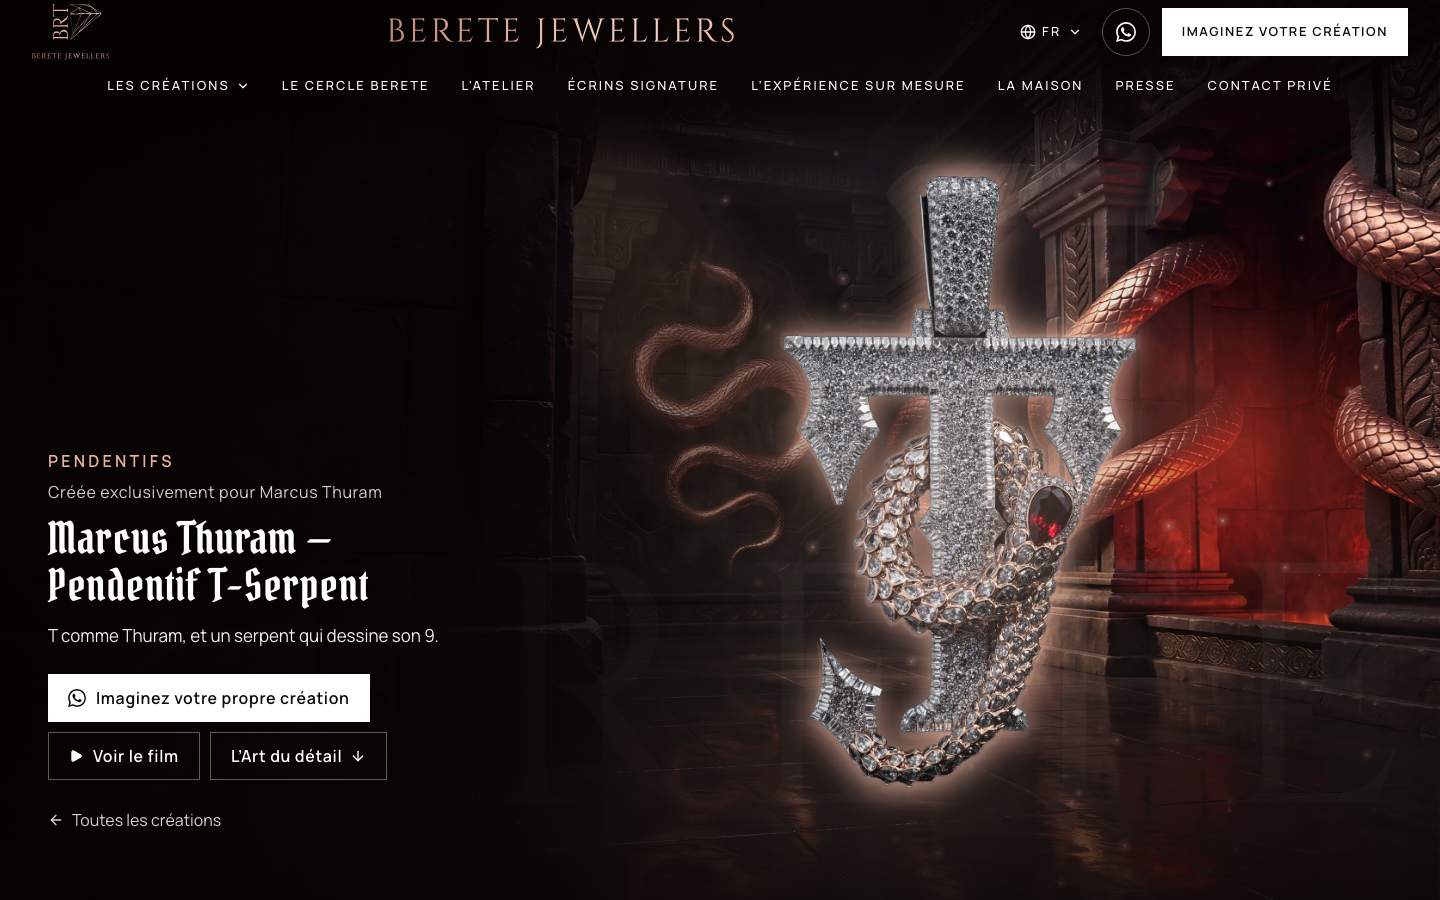 BRT
BERETE JEWELLERS
BERETE JEWELLERS
FR
IMAGINEZ VOTRE CRÉATION
LES CRÉATIONS
LE CERCLE BERETE
L'ATELIER
ÉCRINS SIGNATURE
L'EXPÉRIENCE SUR MESURE
LA MAISON
PRESSE
CONTACT PRIVÉ
PENDENTIFS
Créée exclusivement pour Marcus Thuram
Marcus Thuram —
Pendentif T-Serpent
T comme Thuram, et un serpent qui dessine son 9.
Imaginez votre propre création
Voir le film
L'Art du détail ↓
← Toutes les créations